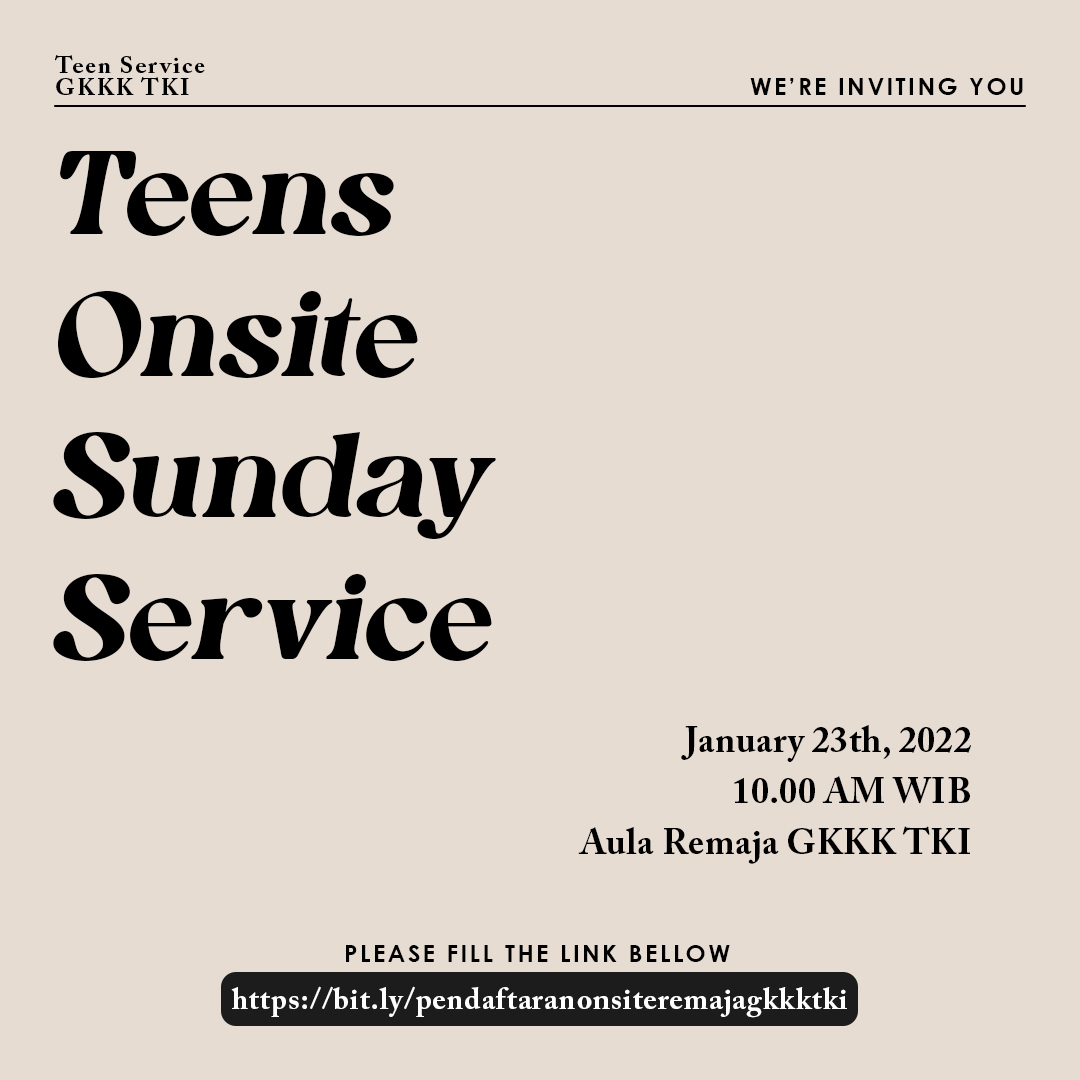 Teen Service
GKKK TKI
WE'RE INVITING YOU
Teens
Onsite
Sunday
Service
January 23th, 2022
10.00 AM WIB
Aula Remaja GKKK TKI
PLEASE FILL THE LINK BELLOW
https://bit.ly/pendaftaranonsiteremajagkkktki